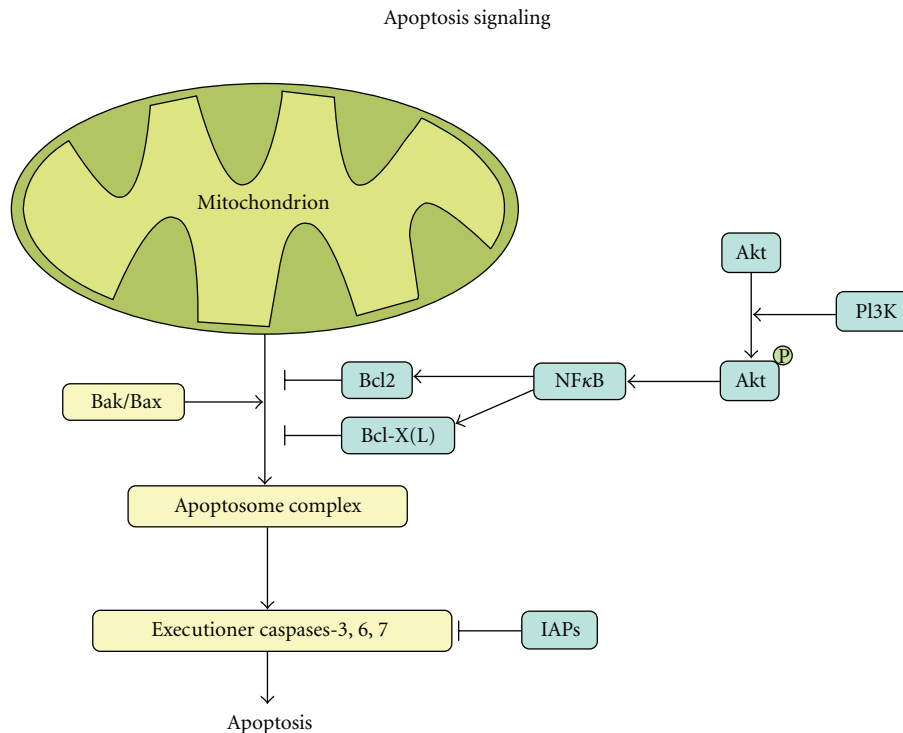 Apoptosis signaling
Mitochondrion
Akt
Pl3K
P
Akt
NFκB
Bcl2
Bak/Bax
Bcl-X(L)
Apoptosome complex
Executioner caspases-3, 6, 7
IAPs
Apoptosis